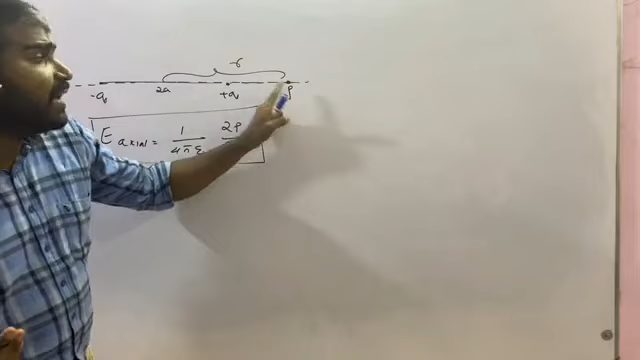 r
-q 2a +q P
E axial = 1 / 4πε 2P